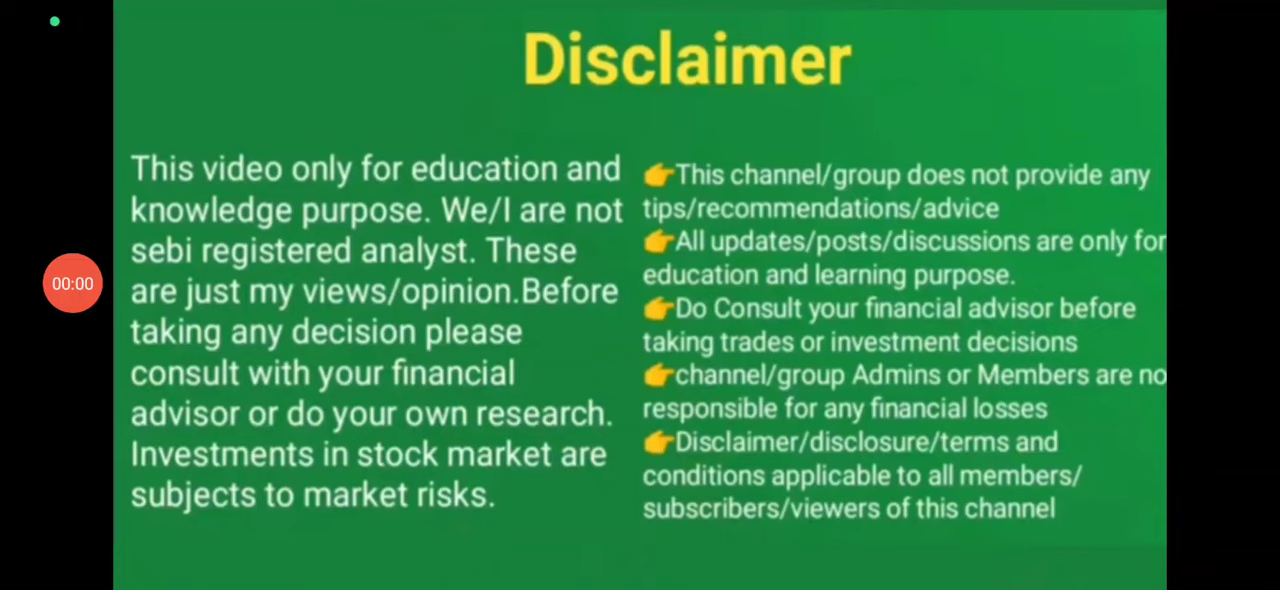 Disclaimer
This video only for education and
knowledge purpose. We/I are not
sebi registered analyst. These
are just my views/opinion.Before
taking any decision please
consult with your financial
advisor or do your own research.
Investments in stock market are
subjects to market risks.
👉This channel/group does not provide any
tips/recommendations/advice
👉All updates/posts/discussions are only for
education and learning purpose.
👉Do Consult your financial advisor before
taking trades or investment decisions
👉channel/group Admins or Members are no
responsible for any financial losses
👉Disclaimer/disclosure/terms and
conditions applicable to all members/
subscribers/viewers of this channel
00:00